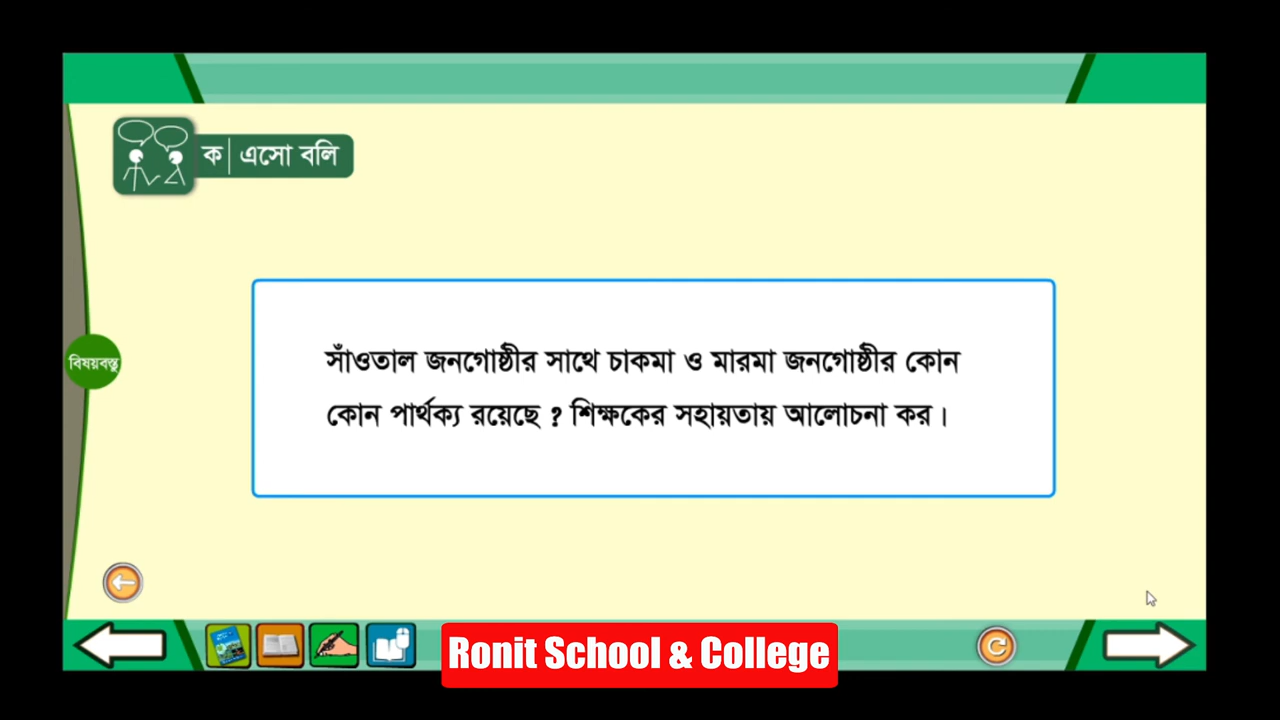 ক| এসো বলি
সাঁওতাল জনগোষ্ঠীর সাথে চাকমা ও মারমা জনগোষ্ঠীর কোন
কোন পার্থক্য রয়েছে ? শিক্ষকের সহায়তায় আলোচনা কর।
বিষয়বস্তু
Ronit School & College